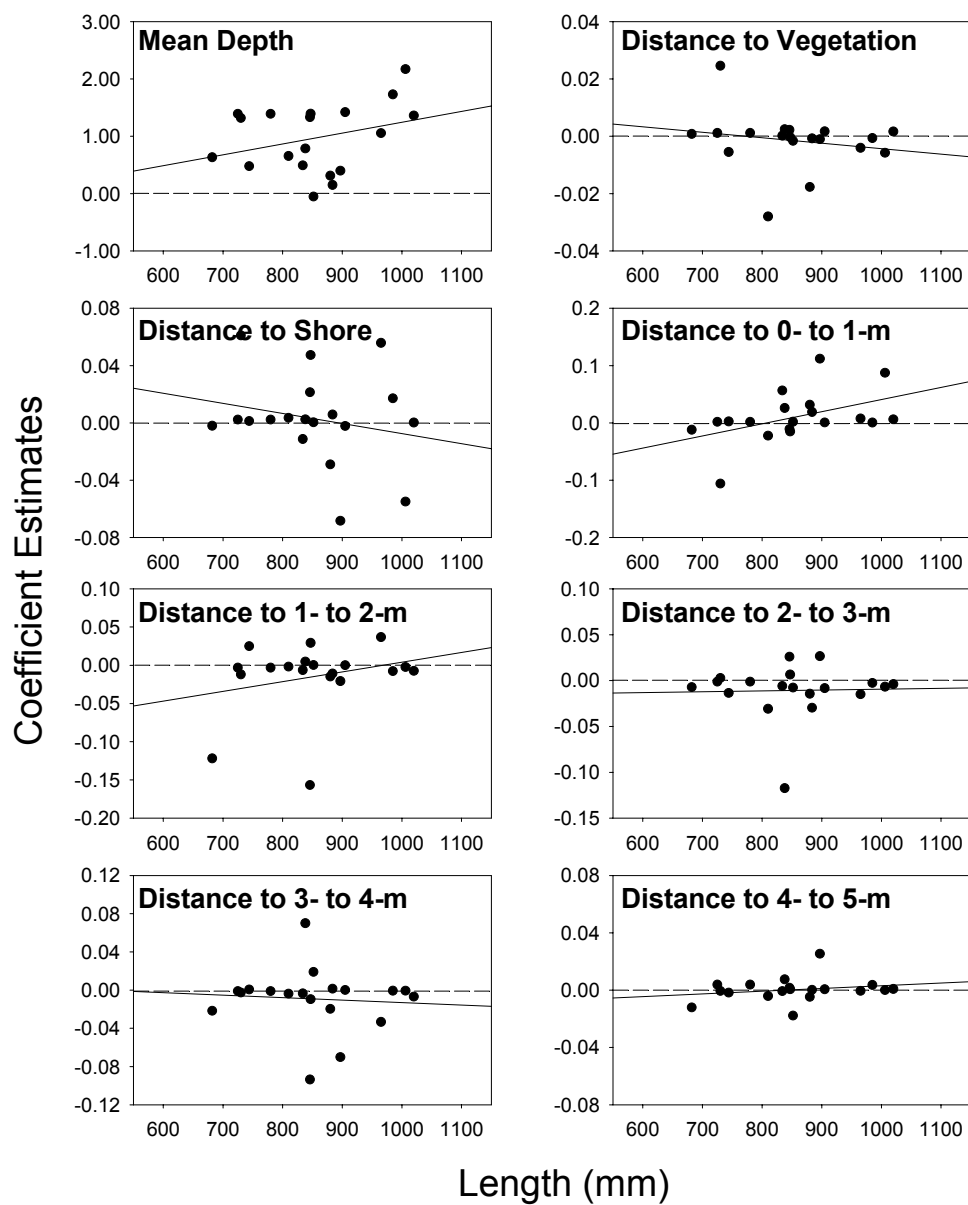 Mean Depth
3.00
2.00
1.00
0.00
-1.00
600 700 800 900 1000 1100
Distance to Vegetation
0.04
0.02
0.00
-0.02
-0.04
600 700 800 900 1000 1100
Distance to Shore
0.08
0.04
0.00
-0.04
-0.08
600 700 800 900 1000 1100
Distance to 0- to 1-m
0.2
0.1
0.0
-0.1
-0.2
600 700 800 900 1000 1100
Distance to 1- to 2-m
0.10
0.05
0.00
-0.05
-0.10
-0.15
-0.20
600 700 800 900 1000 1100
Distance to 2- to 3-m
0.10
0.05
0.00
-0.05
-0.10
-0.15
600 700 800 900 1000 1100
Distance to 3- to 4-m
0.12
0.08
0.04
0.00
-0.04
-0.08
-0.12
600 700 800 900 1000 1100
Distance to 4- to 5-m
0.08
0.04
0.00
-0.04
-0.08
600 700 800 900 1000 1100
Coefficient Estimates
Length (mm)